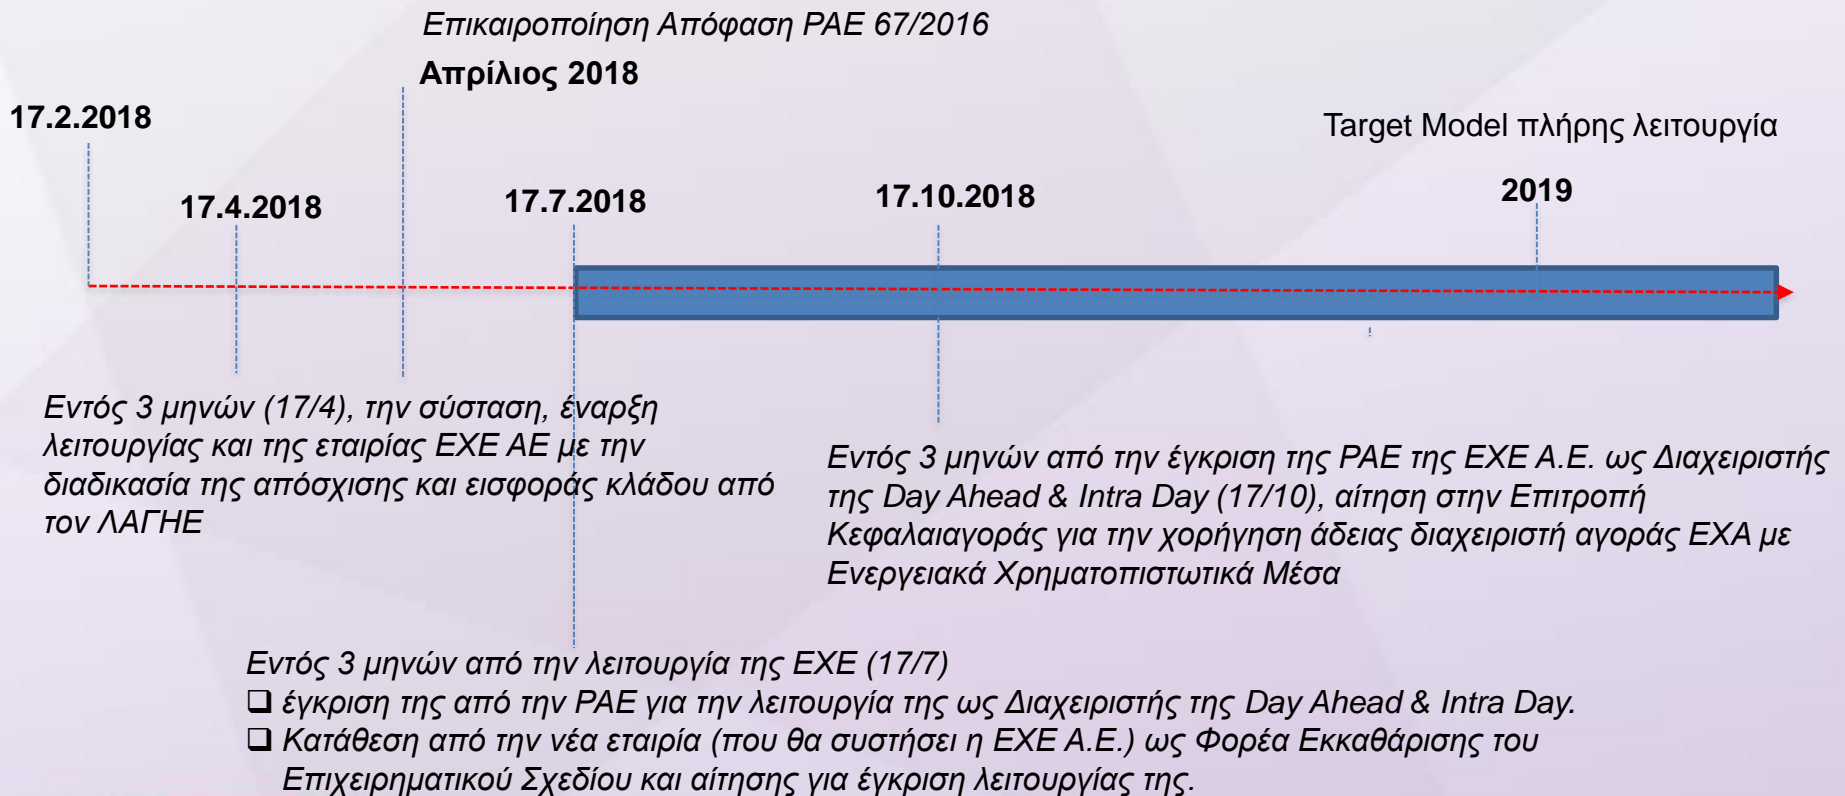 Επικαιροποίηση Απόφαση ΡΑΕ 67/2016
Απρίλιος 2018
17.2.2018
Target Model πλήρης λειτουργία
17.4.2018
17.7.2018
17.10.2018
2019
Εντός 3 μηνών (17/4), την σύσταση, έναρξη
λειτουργίας και της εταιρίας ΕΧΕ ΑΕ με την
διαδικασία της απόσχισης και εισφοράς κλάδου από
τον ΛΑΓΗΕ
Εντός 3 μηνών από την έγκριση της ΡΑΕ της ΕΧΕ Α.Ε. ως Διαχειριστής
της Day Ahead & Intra Day (17/10), αίτηση στην Επιτροπή
Κεφαλαιαγοράς για την χορήγηση άδειας διαχειριστή αγοράς ΕΧΑ με
Ενεργειακά Χρηματοπιστωτικά Μέσα
Εντός 3 μηνών από την λειτουργία της ΕΧΕ (17/7)
❑ έγκριση της από την ΡΑΕ για την λειτουργία της ως Διαχειριστής της Day Ahead & Intra Day.
❑ Κατάθεση από την νέα εταιρία (που θα συστήσει η ΕΧΕ Α.Ε.) ως Φορέα Εκκαθάρισης του
Επιχειρηματικού Σχεδίου και αίτησης για έγκριση λειτουργίας της.